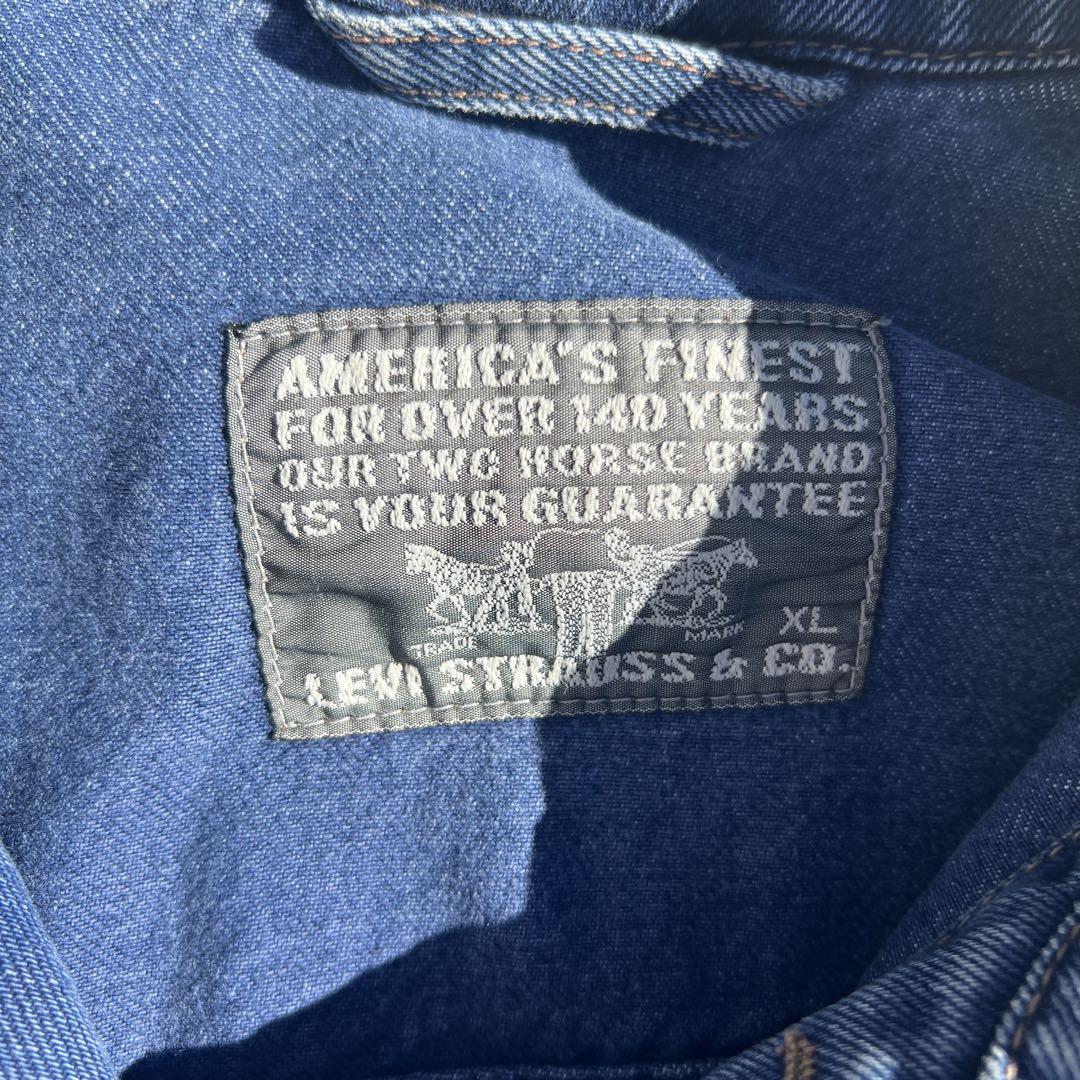 AMERICA'S FINEST
FOR OVER 140 YEARS
OUR TWO HORSE BRAND
IS YOUR GUARANTEE
TRADE MARK XL
LEVI STRAUSS & CO.